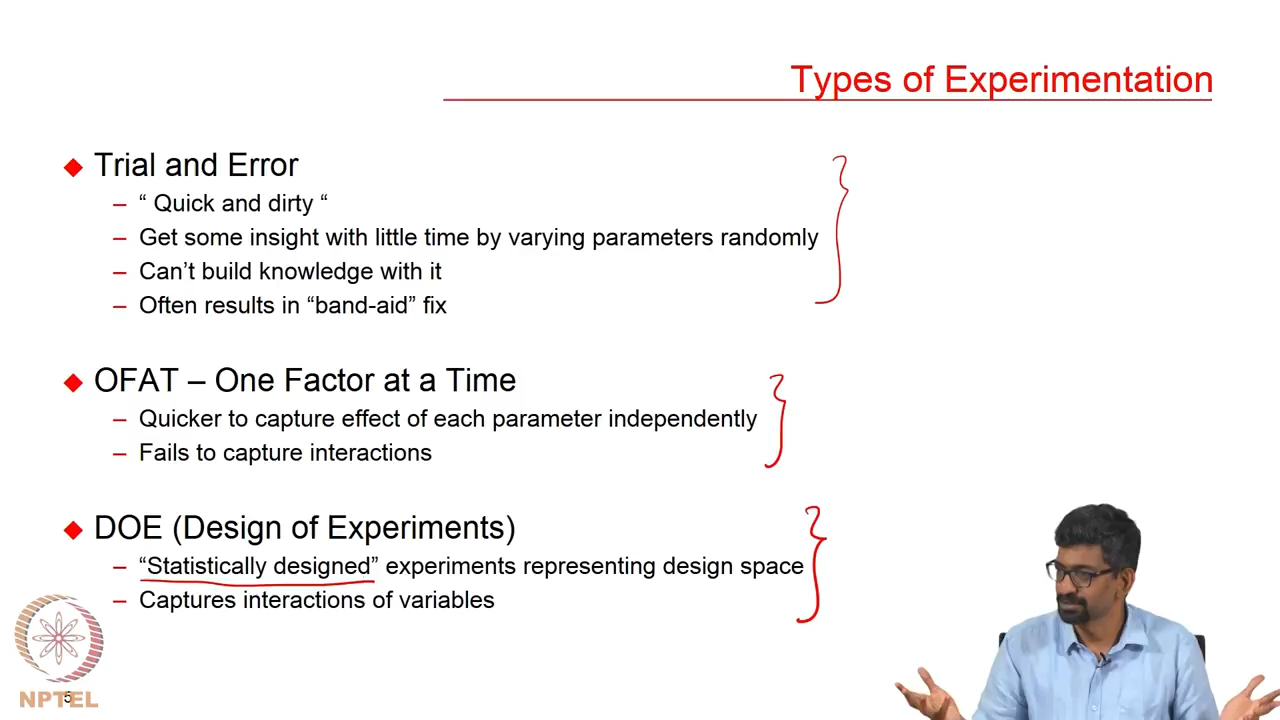 Types of Experimentation
Trial and Error
– “ Quick and dirty “
– Get some insight with little time by varying parameters randomly
– Can’t build knowledge with it
– Often results in “band-aid” fix
OFAT – One Factor at a Time
– Quicker to capture effect of each parameter independently
– Fails to capture interactions
DOE (Design of Experiments)
– “Statistically designed” experiments representing design space
– Captures interactions of variables
NPTEL
5